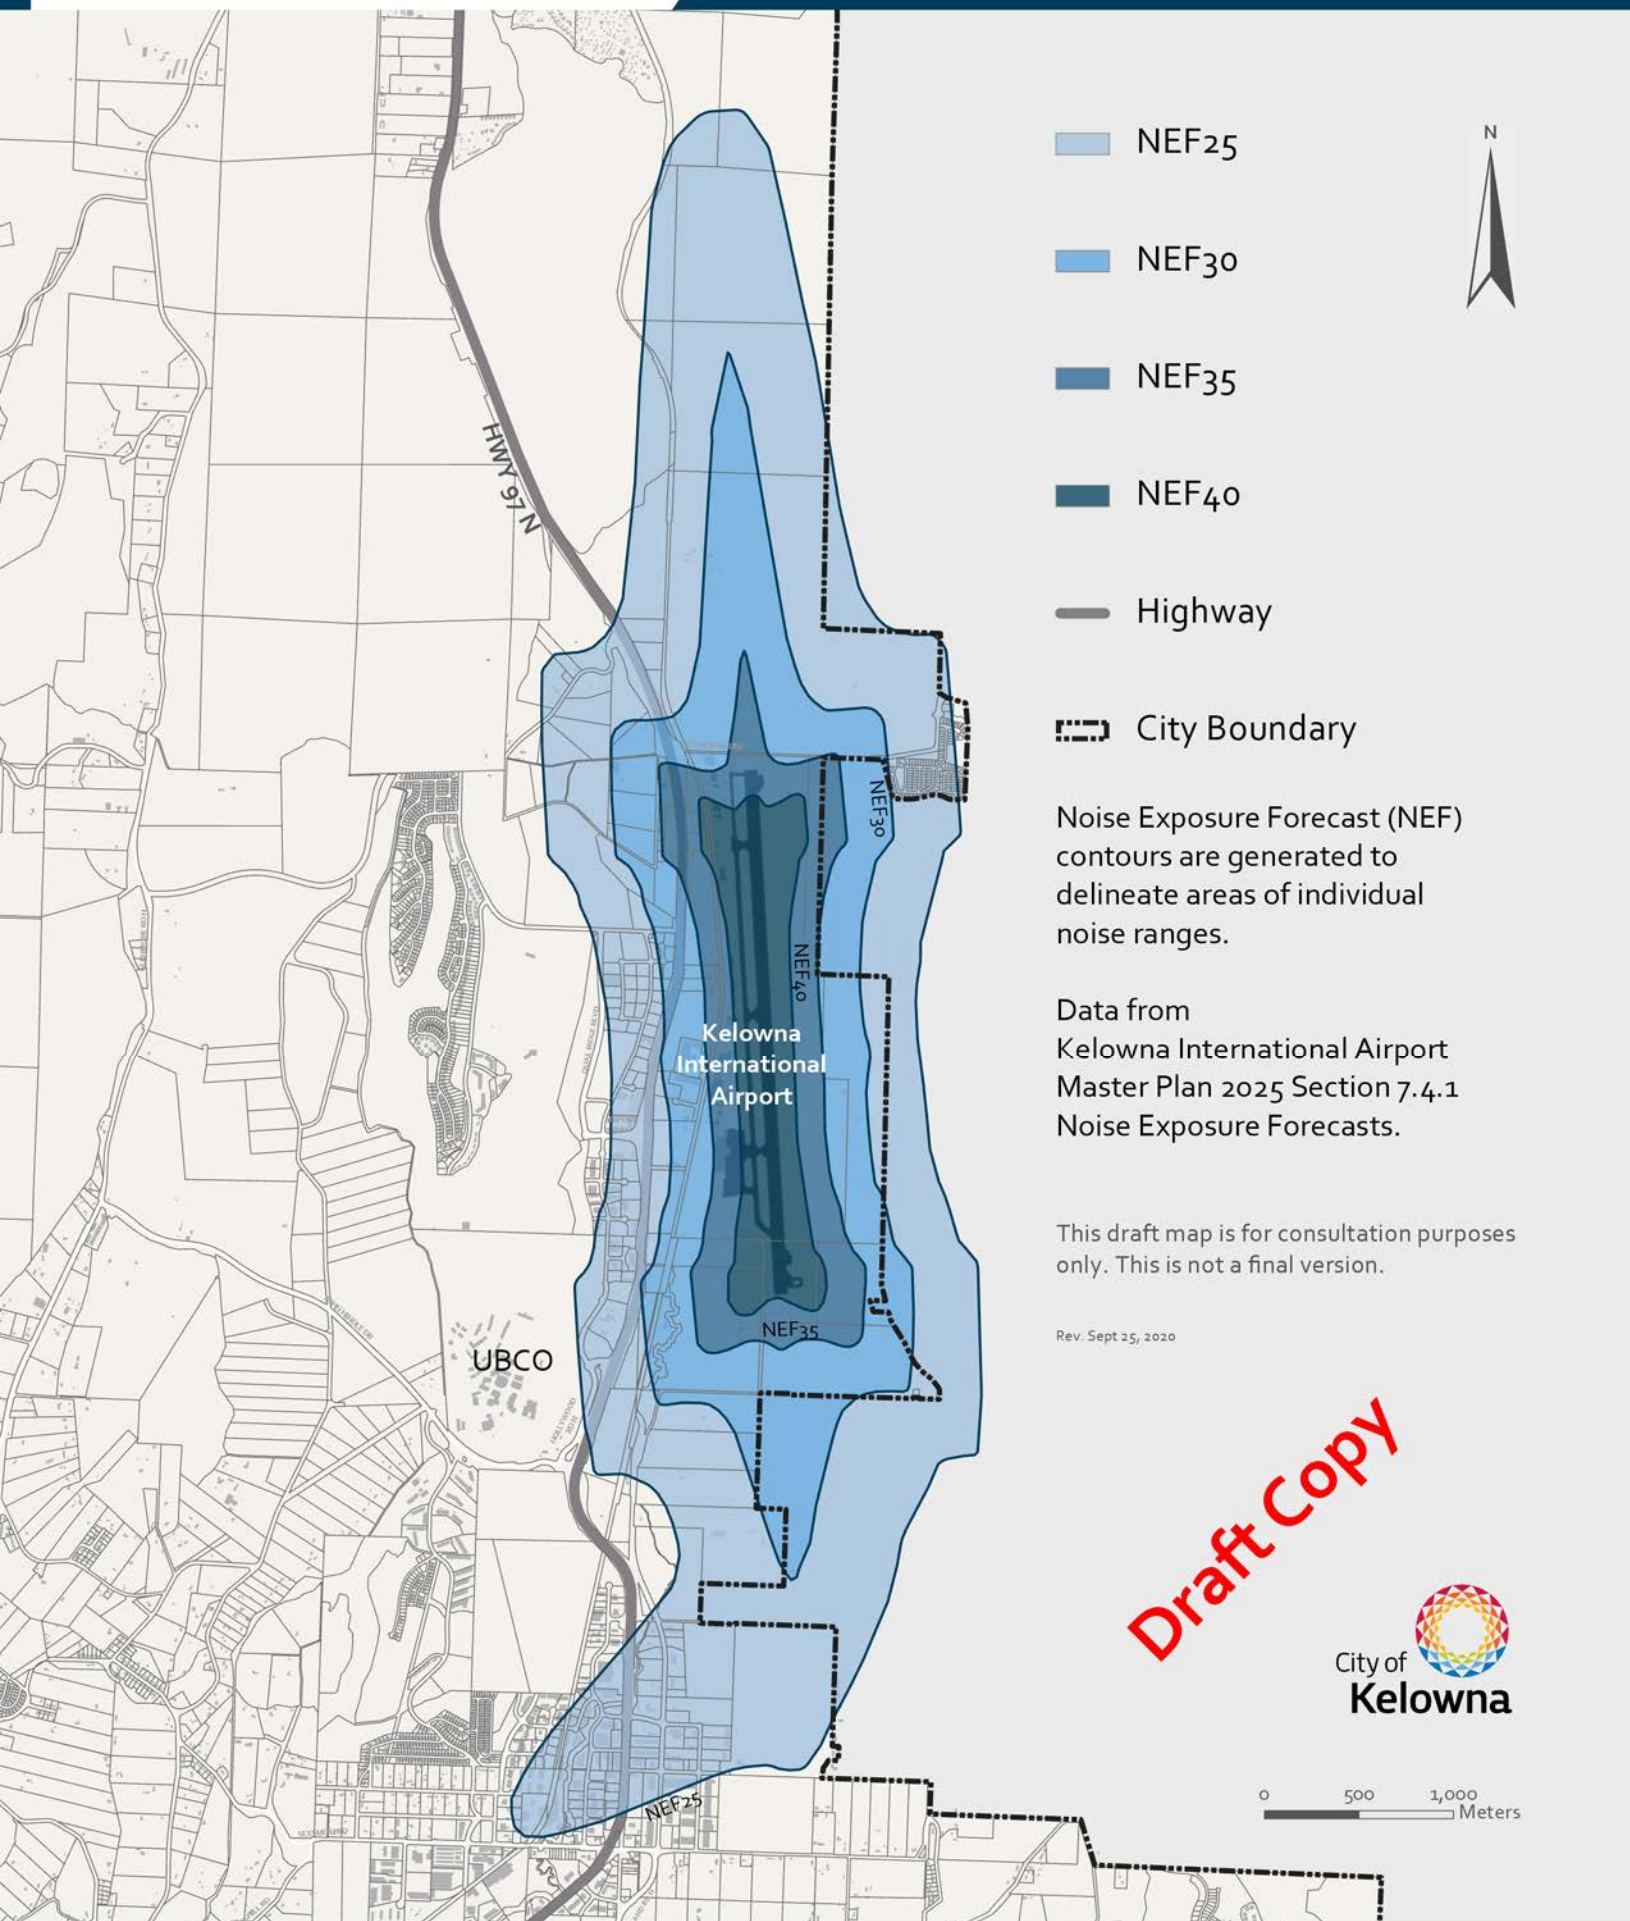 NEF25
N
NEF30
NEF35
NEF40
Highway
City Boundary
Noise Exposure Forecast (NEF)
contours are generated to
delineate areas of individual
noise ranges.
Data from
Kelowna International Airport
Master Plan 2025 Section 7.4.1
Noise Exposure Forecasts.
This draft map is for consultation purposes
only. This is not a final version.
Rev. Sept 25, 2020
Draft Copy
City of
Kelowna
0 500 1,000
Meters
HWY 97 N
NEF30
NEF40
Kelowna
International
Airport
NEF35
UBCO
NEF25